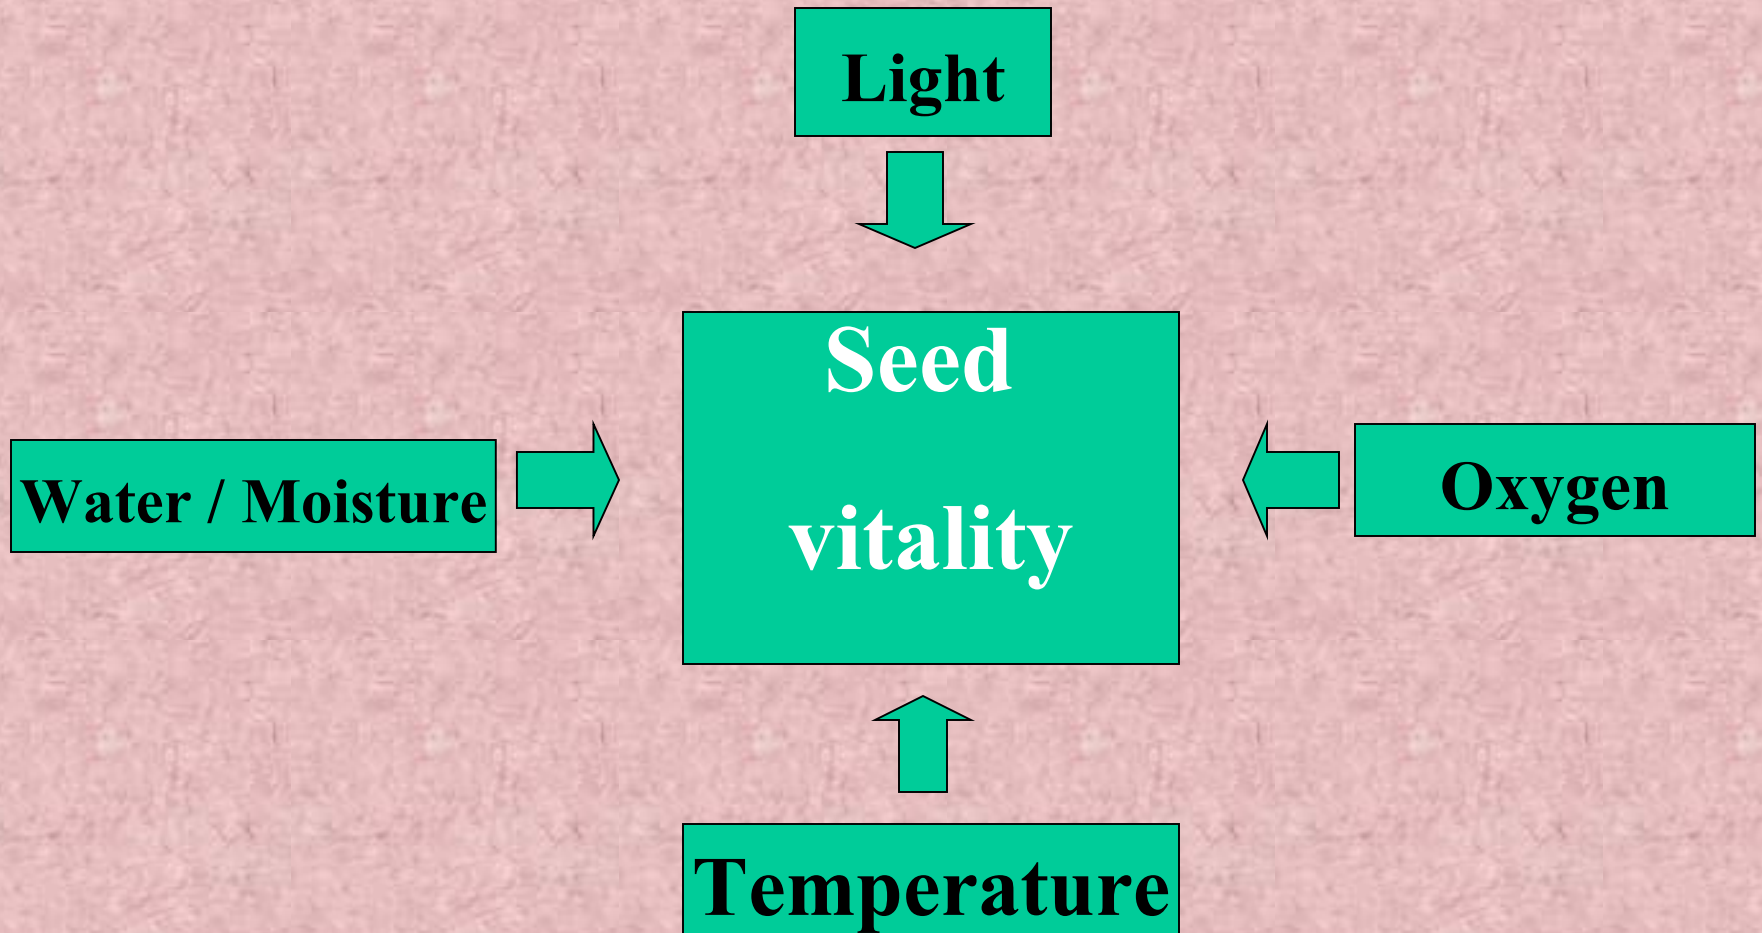 Light
Seed
vitality
Water / Moisture
Oxygen
Temperature